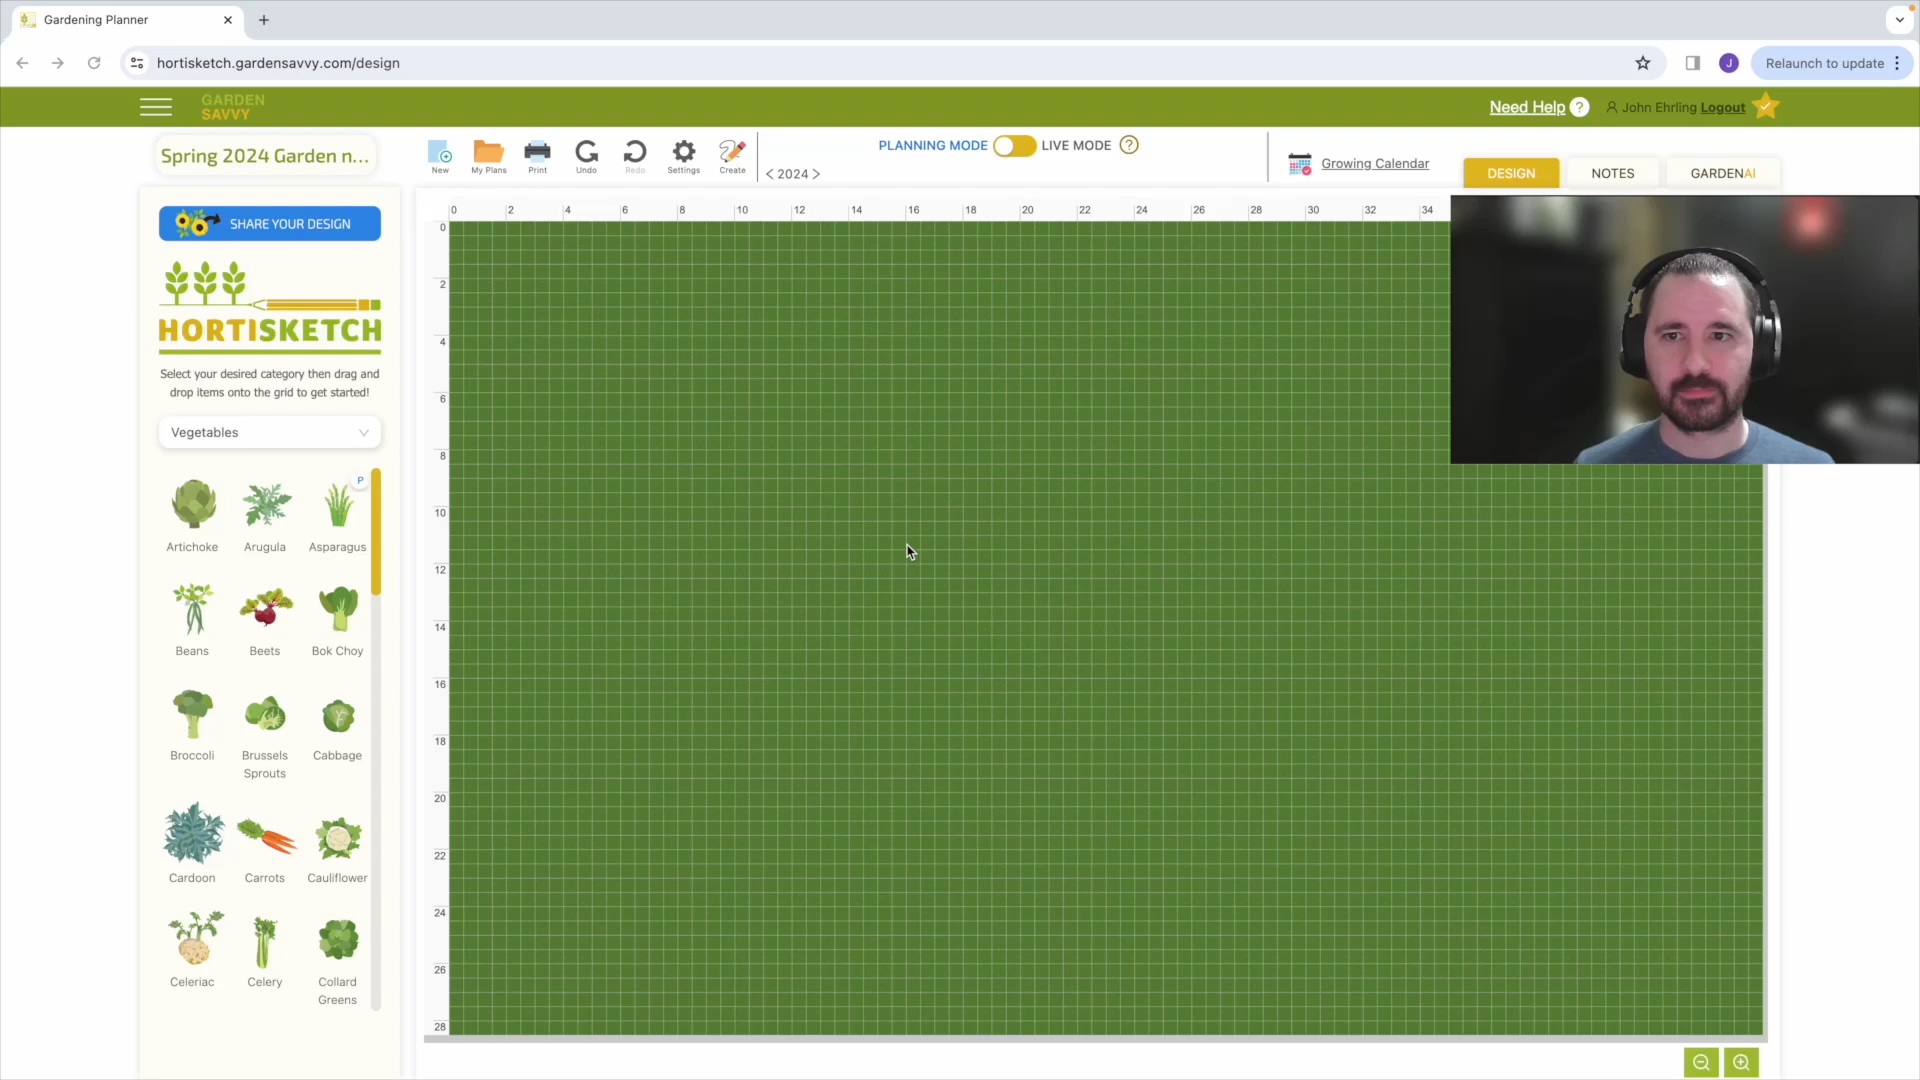 Gardening Planner
hortisketch.gardensavvy.com/design
Relaunch to update
J
GARDEN
SAVVY
Need Help ?
John Ehrling Logout
Spring 2024 Garden n...
New
My Plans
Print
Undo
Redo
Settings
Create
PLANNING MODE
LIVE MODE ?
< 2024 >
Growing Calendar
DESIGN
NOTES
GARDENAI
SHARE YOUR DESIGN
HORTISKETCH
Select your desired category then drag and
drop items onto the grid to get started!
Vegetables
P
Artichoke Arugula Asparagus
Beans Beets Bok Choy
Broccoli Brussels Sprouts Cabbage
Cardoon Carrots Cauliflower
Celeriac Celery Collard Greens
0 2 4 6 8 10 12 14 16 18 20 22 24 26 28 30 32 34
0
2
4
6
8
10
12
14
16
18
20
22
24
26
28